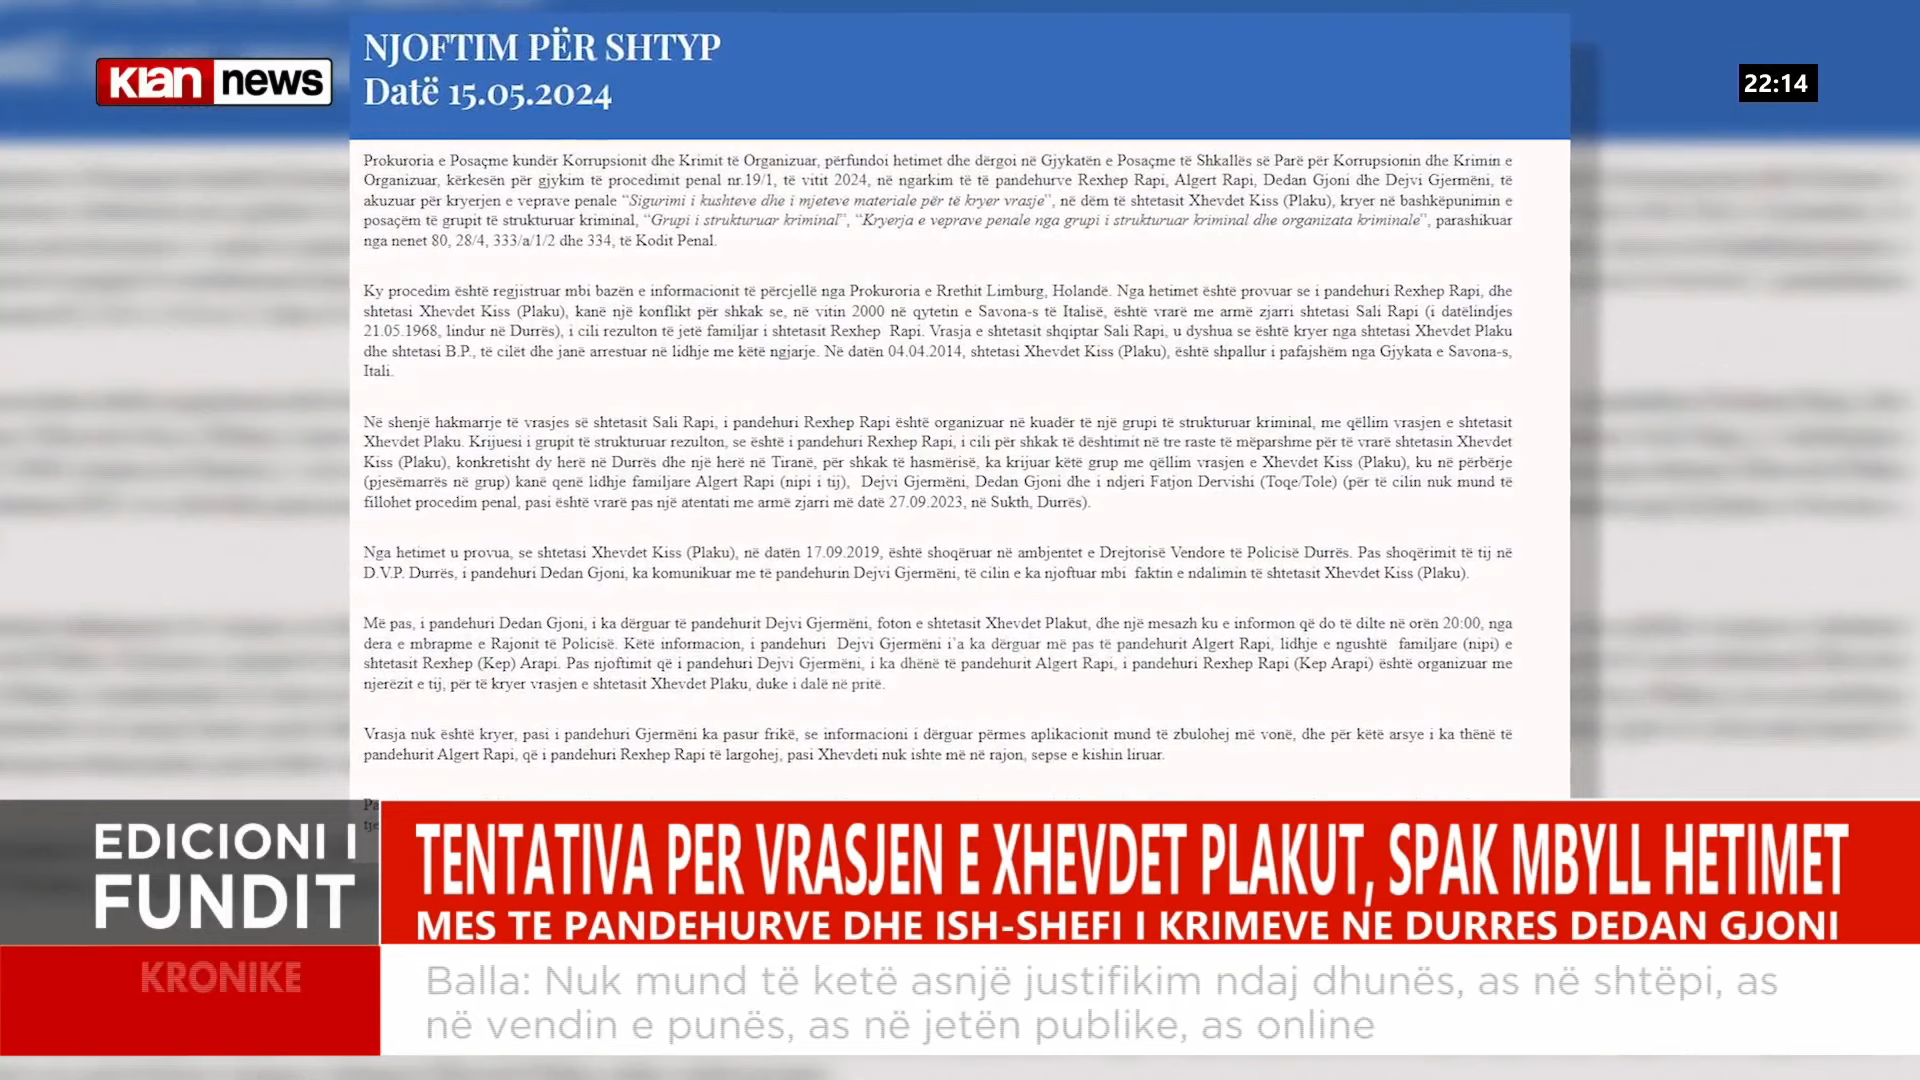 NJOFTIM PËR SHTYP
Datë 15.05.2024
klan news
22:14
Prokuroria e Posaçme kundër Korrupsionit dhe Krimit të Organizuar, përfundoi hetimet dhe dërgoi në Gjykatën e Posaçme të Shkallës së Parë për Korrupsionin dhe Krimin e
Organizuar, kërkesën për gjykim të procedimit penal nr.19/1, të vitit 2024, në ngarkim të të pandehurve Rexhep Rapi, Algert Rapi, Dedan Gjoni dhe Dejvi Gjermëni, të
akuzuar për kryerjen e veprave penale “Sigurimi i kushteve dhe i mjeteve materiale për të kryer vrasje”, në dëm të shtetasit Xhevdet Kiss (Plaku), kryer në bashkëpunimin e
posaçëm të grupit të strukturuar kriminal, “Grupi i strukturuar kriminal”, “Kryerja e veprave penale nga grupi i strukturuar kriminal dhe organizata kriminale”, parashikuar
nga nenet 80, 28/4, 333/a/1/2 dhe 334, të Kodit Penal.
Ky procedim është regjistruar mbi bazën e informacionit të përcjellë nga Prokuroria e Rrethit Limburg, Holandë. Nga hetimet është provuar se i pandehuri Rexhep Rapi, dhe
shtetasi Xhevdet Kiss (Plaku), kanë një konflikt për shkak se, në vitin 2000 në qytetin e Savona-s të Italisë, është vrarë me armë zjarri shtetasi Sali Rapi (i datëlindjes
21.05.1968, lindur në Durrës), i cili rezulton të jetë familjar i shtetasit Rexhep Rapi. Vrasja e shtetasit shqiptar Sali Rapi, u dyshua se është kryer nga shtetasi Xhevdet Plaku
dhe shtetasi B.P., të cilët dhe janë arrestuar në lidhje me këtë ngjarje. Në datën 04.04.2014, shtetasi Xhevdet Kiss (Plaku), është shpallur i pafajshëm nga Gjykata e Savona-s,
Itali.
Në shenjë hakmarrje të vrasjes së shtetasit Sali Rapi, i pandehuri Rexhep Rapi është organizuar në kuadër të një grupi të strukturuar kriminal, me qëllim vrasjen e shtetasit
Xhevdet Plaku. Krijuesi i grupit të strukturuar rezulton, se është i pandehuri Rexhep Rapi, i cili për shkak të dështimit në tre raste të mëparshme për të vrarë shtetasin Xhevdet
Kiss (Plaku), konkretisht dy herë në Durrës dhe një herë në Tiranë, për shkak të hasmërisë, ka krijuar këtë grup me qëllim vrasjen e Xhevdet Kiss (Plaku), ku në përbërje
(pjesëmarrës në grup) kanë qenë lidhje familjare Algert Rapi (nipi i tij), Dejvi Gjermëni, Dedan Gjoni dhe i ndjeri Fatjon Dervishi (Toqe/Tole) (për të cilin nuk mund të
fillohet procedim penal, pasi është vrarë pas një atentati me armë zjarri më datë 27.09.2023, në Sukth, Durrës).
Nga hetimet u provua, se shtetasi Xhevdet Kiss (Plaku), në datën 17.09.2019, është shoqëruar në ambjentet e Drejtorisë Vendore të Policisë Durrës. Pas shoqërimit të tij në
D.V.P. Durrës, i pandehuri Dedan Gjoni, ka komunikuar me të pandehurin Dejvi Gjermëni, të cilin e ka njoftuar mbi faktin e ndalimin të shtetasit Xhevdet Kiss (Plaku).
Më pas, i pandehuri Dedan Gjoni, i ka dërguar të pandehurit Dejvi Gjermëni, foton e shtetasit Xhevdet Plakut, dhe një mesazh ku e informon që do të dilte në orën 20:00, nga
dera e mbrapme e Rajonit të Policisë. Këtë informacion, i pandehuri Dejvi Gjermëni i'a ka dërguar më pas të pandehurit Algert Rapi, lidhje e ngushtë familjare (nipi) e
shtetasit Rexhep (Kep) Arapi. Pas njoftimit që i pandehuri Dejvi Gjermëni, i ka dhënë të pandehurit Algert Rapi, i pandehuri Rexhep Rapi (Kep Arapi) është organizuar me
njerëzit e tij, për të kryer vrasjen e shtetasit Xhevdet Plaku, duke i dalë në pritë.
Vrasja nuk është kryer, pasi i pandehuri Gjermëni ka pasur frikë, se informacioni i dërguar përmes aplikacionit mund të zbulohej më vonë, dhe për këtë arsye i ka thënë të
pandehurit Algert Rapi, që i pandehuri Rexhep Rapi të largohej, pasi Xhevdeti nuk ishte më në rajon, sepse e kishin liruar.
EDICIONI I
FUNDIT
TENTATIVA PER VRASJEN E XHEVDET PLAKUT, SPAK MBYLL HETIMET
MES TE PANDEHURVE DHE ISH-SHEFI I KRIMEVE NE DURRES DEDAN GJONI
KRONIKE
Balla: Nuk mund të ketë asnjë justifikim ndaj dhunës, as në shtëpi, as
në vendin e punës, as në jetën publike, as online